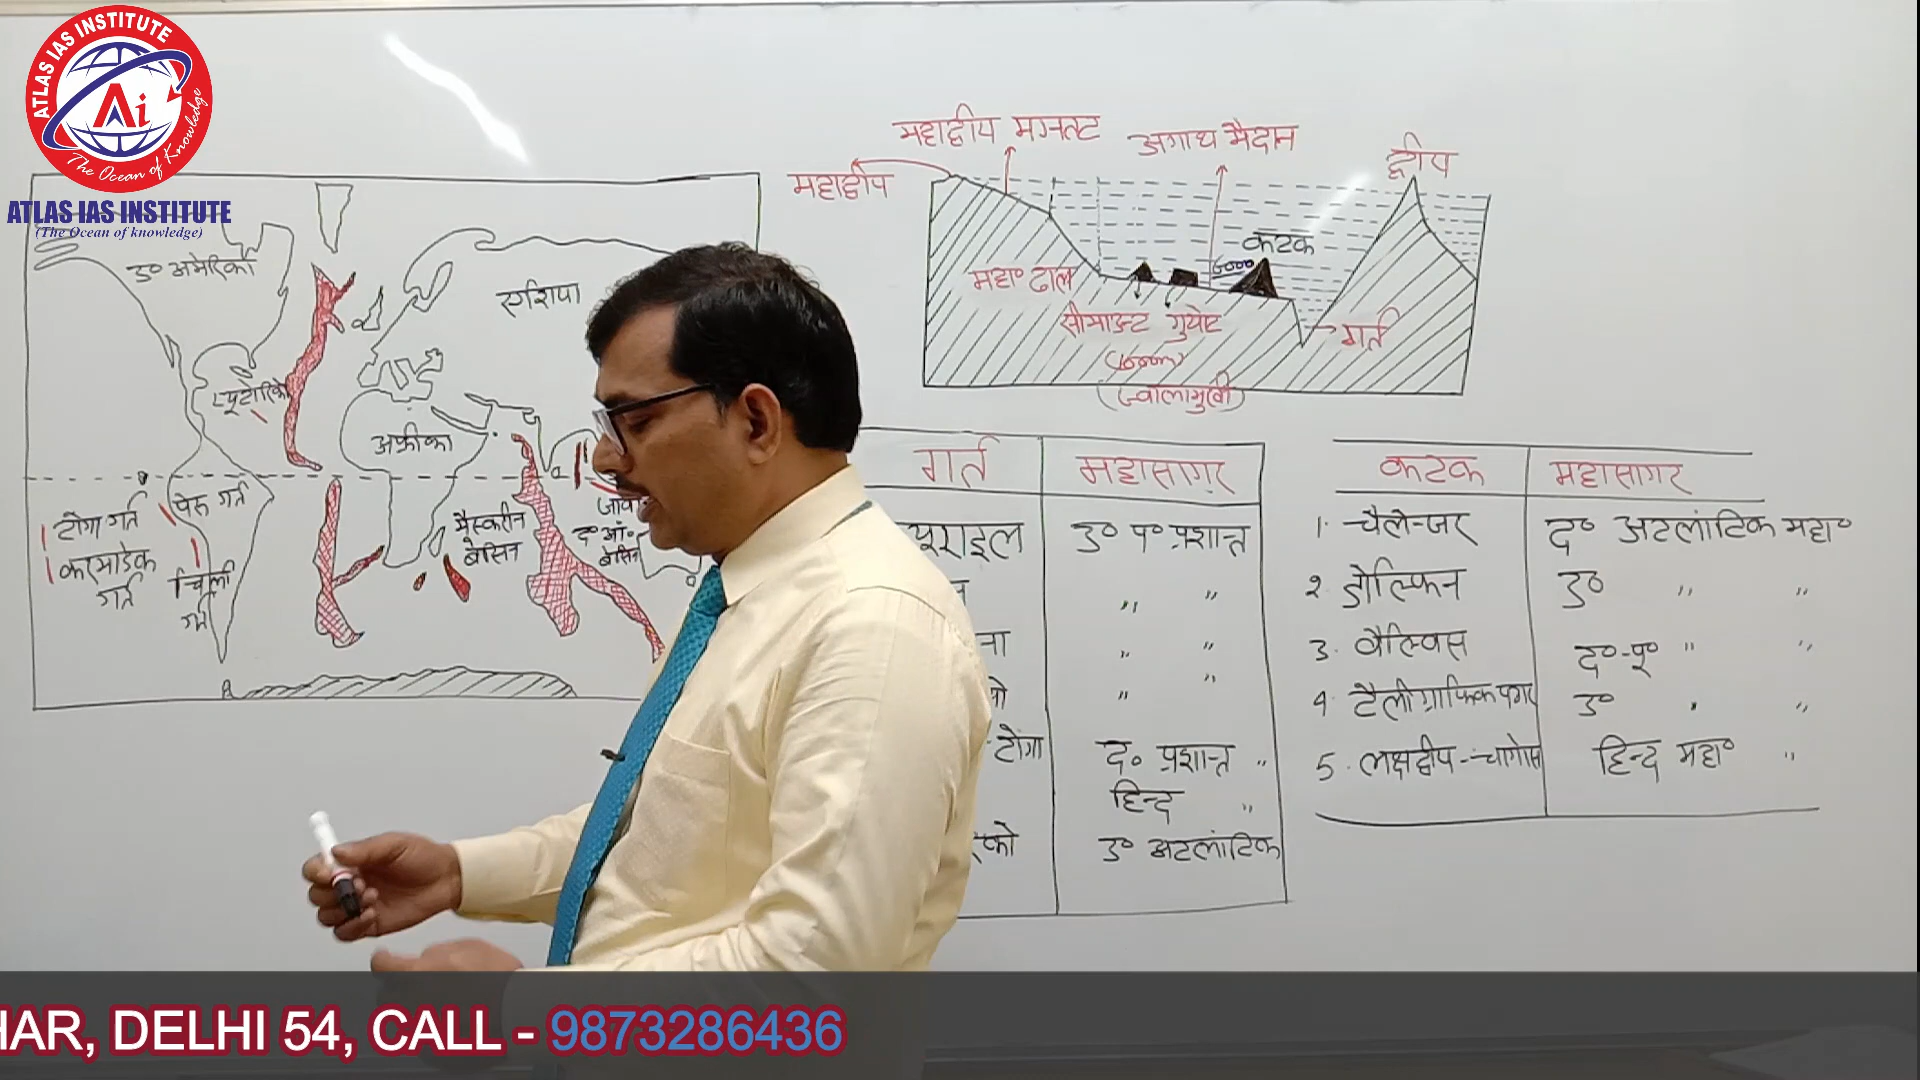 ATLAS IAS INSTITUTE
Ai
The Ocean of Knowledge
ATLAS IAS INSTITUTE
(The Ocean of knowledge)
उ० अमेरिका
एशिया
प्यूटोरिको
अफ्रीका
टोंगा गर्त
करमाडेक
गर्त
पेरू गर्त
चिली
गर्त
मैस्करीन
बेसिन
जावा
द० ऑ०
बेसिन
महाद्वीप मग्नतट
महाद्वीप
अगाध मैदान
द्वीप
कटक
महा० ढाल
सीमाउन्ट गुयोट
(ज्वालामुखी)
गर्त
गर्त महासागर
यूराइल उ० प० प्रशान्त
" "
ना " "
" "
-टोंगा द० प्रशान्त "
हिन्द "
को उ० अटलांटिक
कटक महासागर
1. चैलेन्जर द० अटलांटिक महा०
2. डोल्फिन उ० " "
3. वैल्विस द०-पू० " "
4. टैलीग्राफिक पठार उ० " "
5. लक्षद्वीप-चागोस हिन्द महा० "
HAR, DELHI 54, CALL - 9873286436